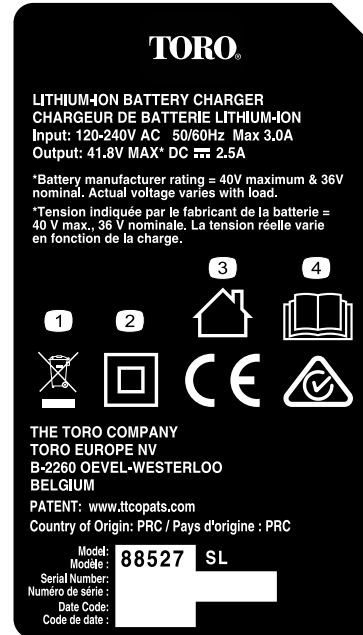 TORO®
LITHIUM-ION BATTERY CHARGER
CHARGEUR DE BATTERIE LITHIUM-ION
Input: 120-240V AC 50/60Hz Max 3.0A
Output: 41.8V MAX* DC ⎓ 2.5A
*Battery manufacturer rating = 40V maximum & 36V
nominal. Actual voltage varies with load.
*Tension indiquée par le fabricant de la batterie =
40 V max., 36 V nominale. La tension réelle varie
en fonction de la charge.
3 4
1 2
CE
THE TORO COMPANY
TORO EUROPE NV
B-2260 OEVEL-WESTERLOO
BELGIUM
PATENT: www.ttcopats.com
Country of Origin: PRC / Pays d'origine : PRC
Model: 88527 SL
Modèle :
Serial Number:
Numéro de série :
Date Code:
Code de date :